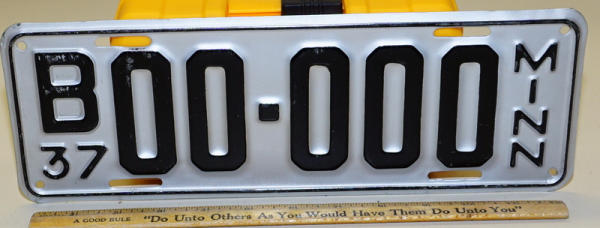 B 00·000
37
MINN
A GOOD RULE "Do Unto Others As You Would Have Them Do Unto You"